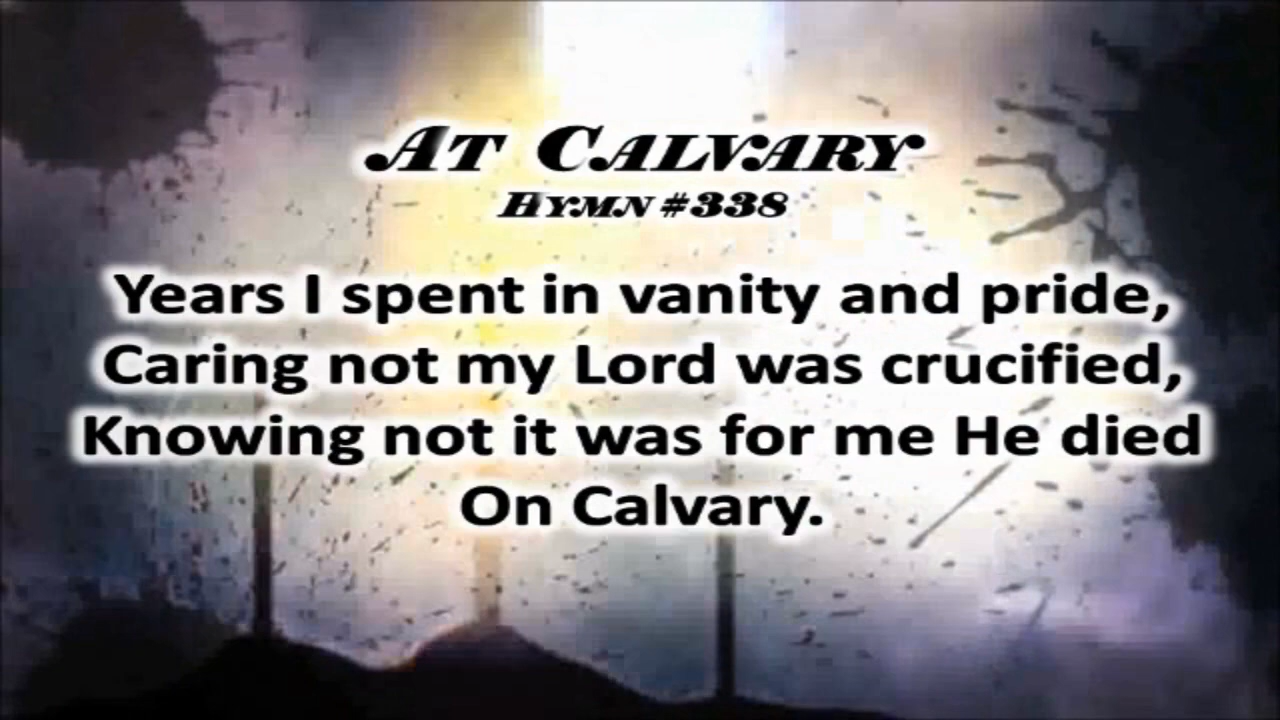 At Calvary
Hymn #338
Years I spent in vanity and pride,
Caring not my Lord was crucified,
Knowing not it was for me He died
On Calvary.